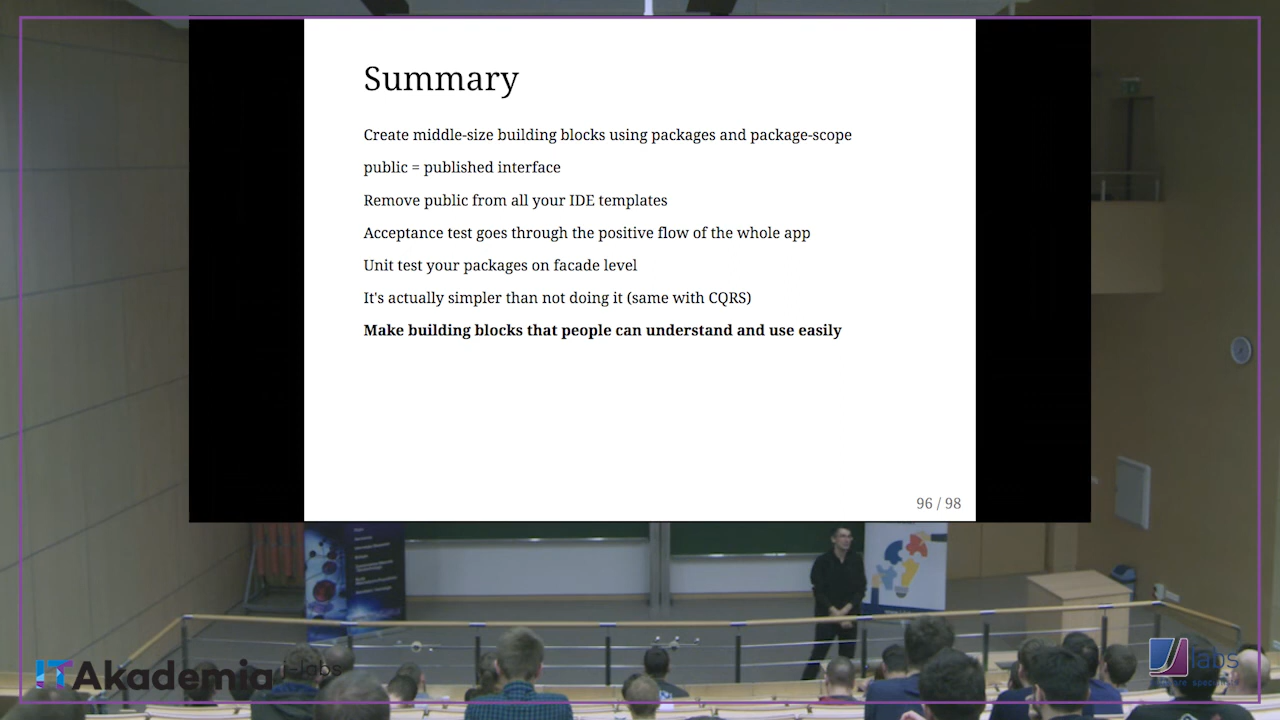 Summary
Create middle-size building blocks using packages and package-scope
public = published interface
Remove public from all your IDE templates
Acceptance test goes through the positive flow of the whole app
Unit test your packages on facade level
It's actually simpler than not doing it (same with CQRS)
Make building blocks that people can understand and use easily
96 / 98
ITAkademia j-labs
labs